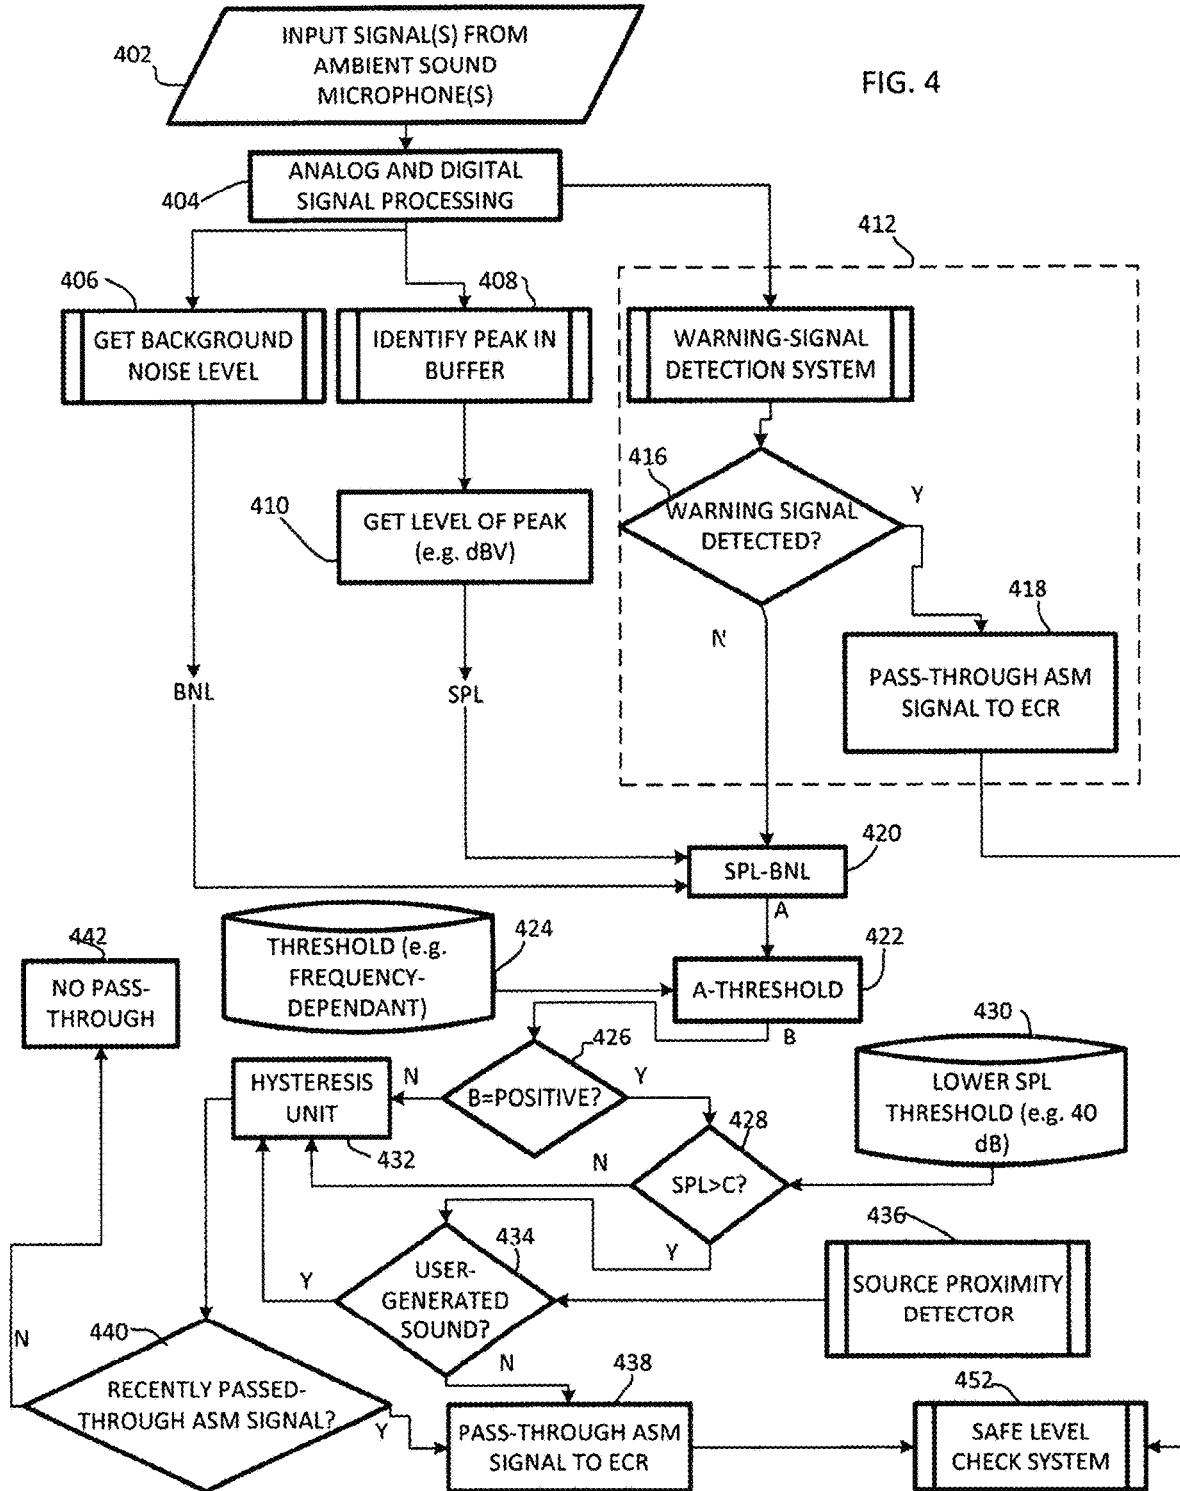 INPUT SIGNAL(S) FROM
AMBIENT SOUND
MICROPHONE(S)
402
FIG. 4
ANALOG AND DIGITAL
SIGNAL PROCESSING
404
412
406
408
GET BACKGROUND
NOISE LEVEL
IDENTIFY PEAK IN
BUFFER
WARNING-SIGNAL
DETECTION SYSTEM
416
Y
410
GET LEVEL OF PEAK
(e.g. dBV)
WARNING SIGNAL
DETECTED?
418
N
PASS-THROUGH ASM
SIGNAL TO ECR
BNL
SPL
420
SPL-BNL
A
442
424
422
THRESHOLD (e.g.
FREQUENCY-
DEPENDANT)
NO PASS-
THROUGH
A-THRESHOLD
B
430
426
HYSTERESIS
UNIT
N
B=POSITIVE?
Y
LOWER SPL
THRESHOLD (e.g. 40
dB)
428
432
N
SPL>C?
436
434
Y
Y
USER-
GENERATED
SOUND?
SOURCE PROXIMITY
DETECTOR
440
N
N
438
452
RECENTLY PASSED-
THROUGH ASM SIGNAL?
Y
PASS-THROUGH ASM
SIGNAL TO ECR
SAFE LEVEL
CHECK SYSTEM